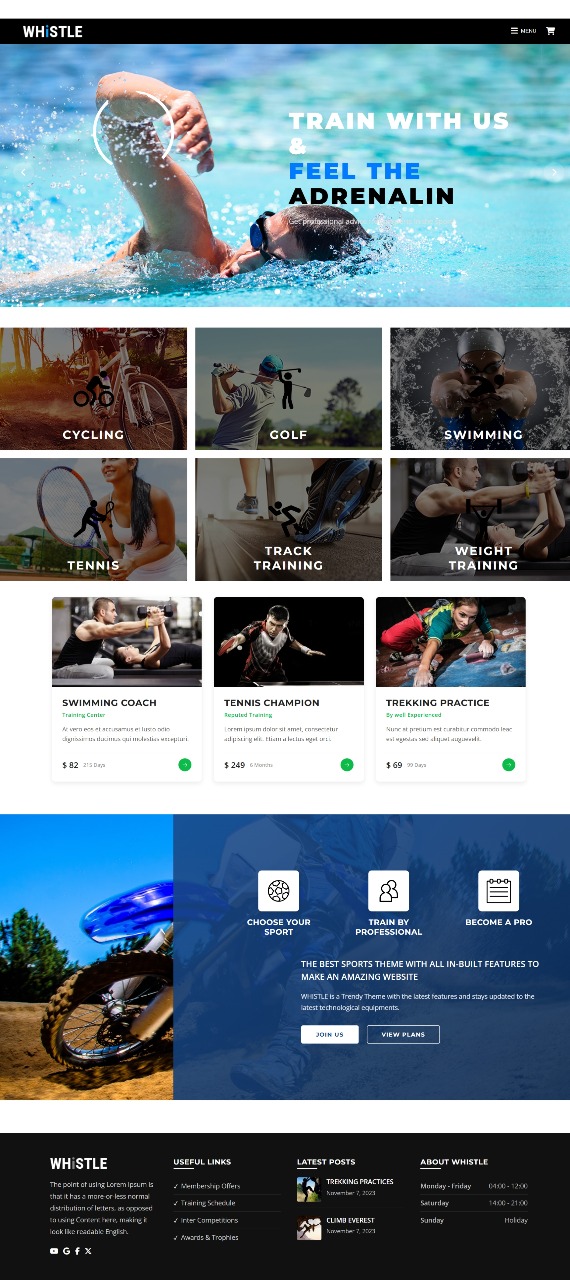 WHiSTLE
MENU
TRAIN WITH US
&
FEEL THE
ADRENALIN
Get professional advi
CYCLING
GOLF
SWIMMING
TENNIS
TRACK
TRAINING
WEIGHT
TRAINING
SWIMMING COACH
Training Center
At vero eos et accusamus et iusto odio
dignissimos ducimus qui molestias excepturi.
$ 82 215 Days
TENNIS CHAMPION
Reputed Training
Lorem ipsum dolor sit amet, consectetur
adipiscing elit. Etiam a lectus eget orci.
$ 249 6 Months
TREKKING PRACTICE
By well Experienced
Nunc at pretium est curabitur commodo leac
est egestas sed aliquet auguevelit.
$ 69 90 Days
CHOOSE YOUR
SPORT
TRAIN BY
PROFESSIONAL
BECOME A PRO
THE BEST SPORTS THEME WITH ALL IN-BUILT FEATURES TO
MAKE AN AMAZING WEBSITE
WHISTLE is a Trendy Theme with the latest features and stays updated to the
latest technological equipments.
JOIN US
VIEW PLANS
WHiSTLE
The point of using Lorem Ipsum is
that it has a more-or-less normal
distribution of letters, as opposed
to using Content here, making it
look like readable English.
USEFUL LINKS
✓ Membership Offers
✓ Training Schedule
✓ Inter Competitions
✓ Awards & Trophies
LATEST POSTS
TREKKING PRACTICES
November 7, 2023
CLIMB EVEREST
November 7, 2023
ABOUT WHISTLE
Monday - Friday 04:00 - 12:00
Saturday 14:00 - 21:00
Sunday Holiday